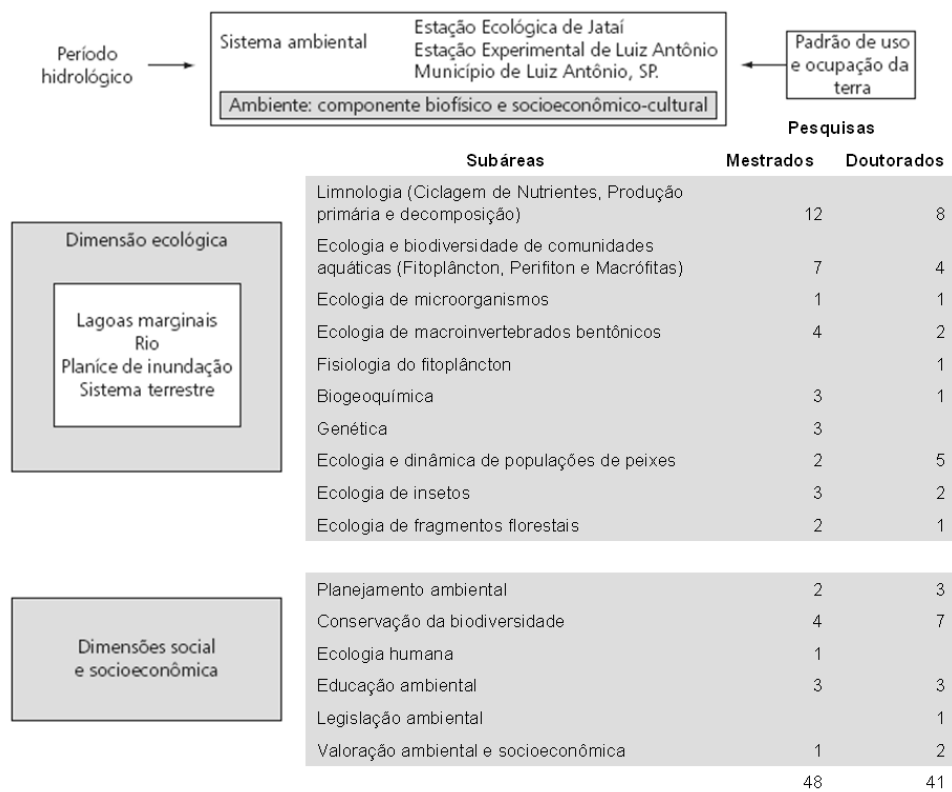 Período
hidrológico
Sistema ambiental
Estação Ecológica de Jataí
Estação Experimental de Luiz Antônio
Município de Luiz Antônio, SP.
Ambiente: componente biofísico e socioeconômico-cultural
Padrão de uso
e ocupação da
terra
Pesquisas
Subáreas Mestrados Doutorados
Dimensão ecológica
Lagoas marginais
Rio
Planíce de inundação
Sistema terrestre
Limnologia (Ciclagem de Nutrientes, Produção
primária e decomposição) 12 8
Ecologia e biodiversidade de comunidades
aquáticas (Fitoplâncton, Perifiton e Macrófitas) 7 4
Ecologia de microorganismos 1 1
Ecologia de macroinvertebrados bentônicos 4 2
Fisiologia do fitoplâncton 1
Biogeoquímica 3 1
Genética 3
Ecologia e dinâmica de populações de peixes 2 5
Ecologia de insetos 3 2
Ecologia de fragmentos florestais 2 1
Dimensões social
e socioeconômica
Planejamento ambiental 2 3
Conservação da biodiversidade 4 7
Ecologia humana 1
Educação ambiental 3 3
Legislação ambiental 1
Valoração ambiental e socioeconômica 1 2
48 41